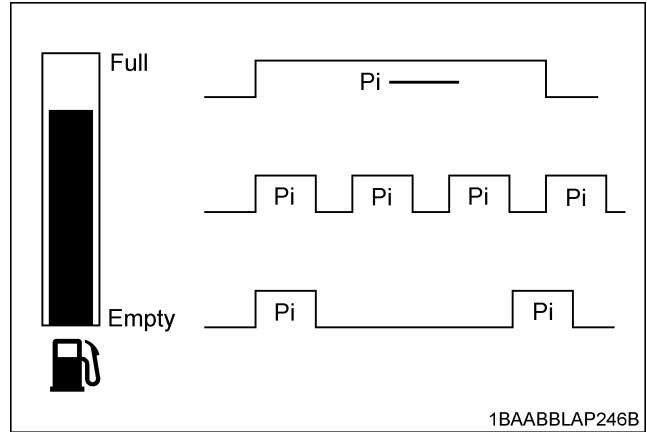 Full
Pi
Pi Pi Pi Pi
Empty
Pi Pi
1BAABBLAP246B